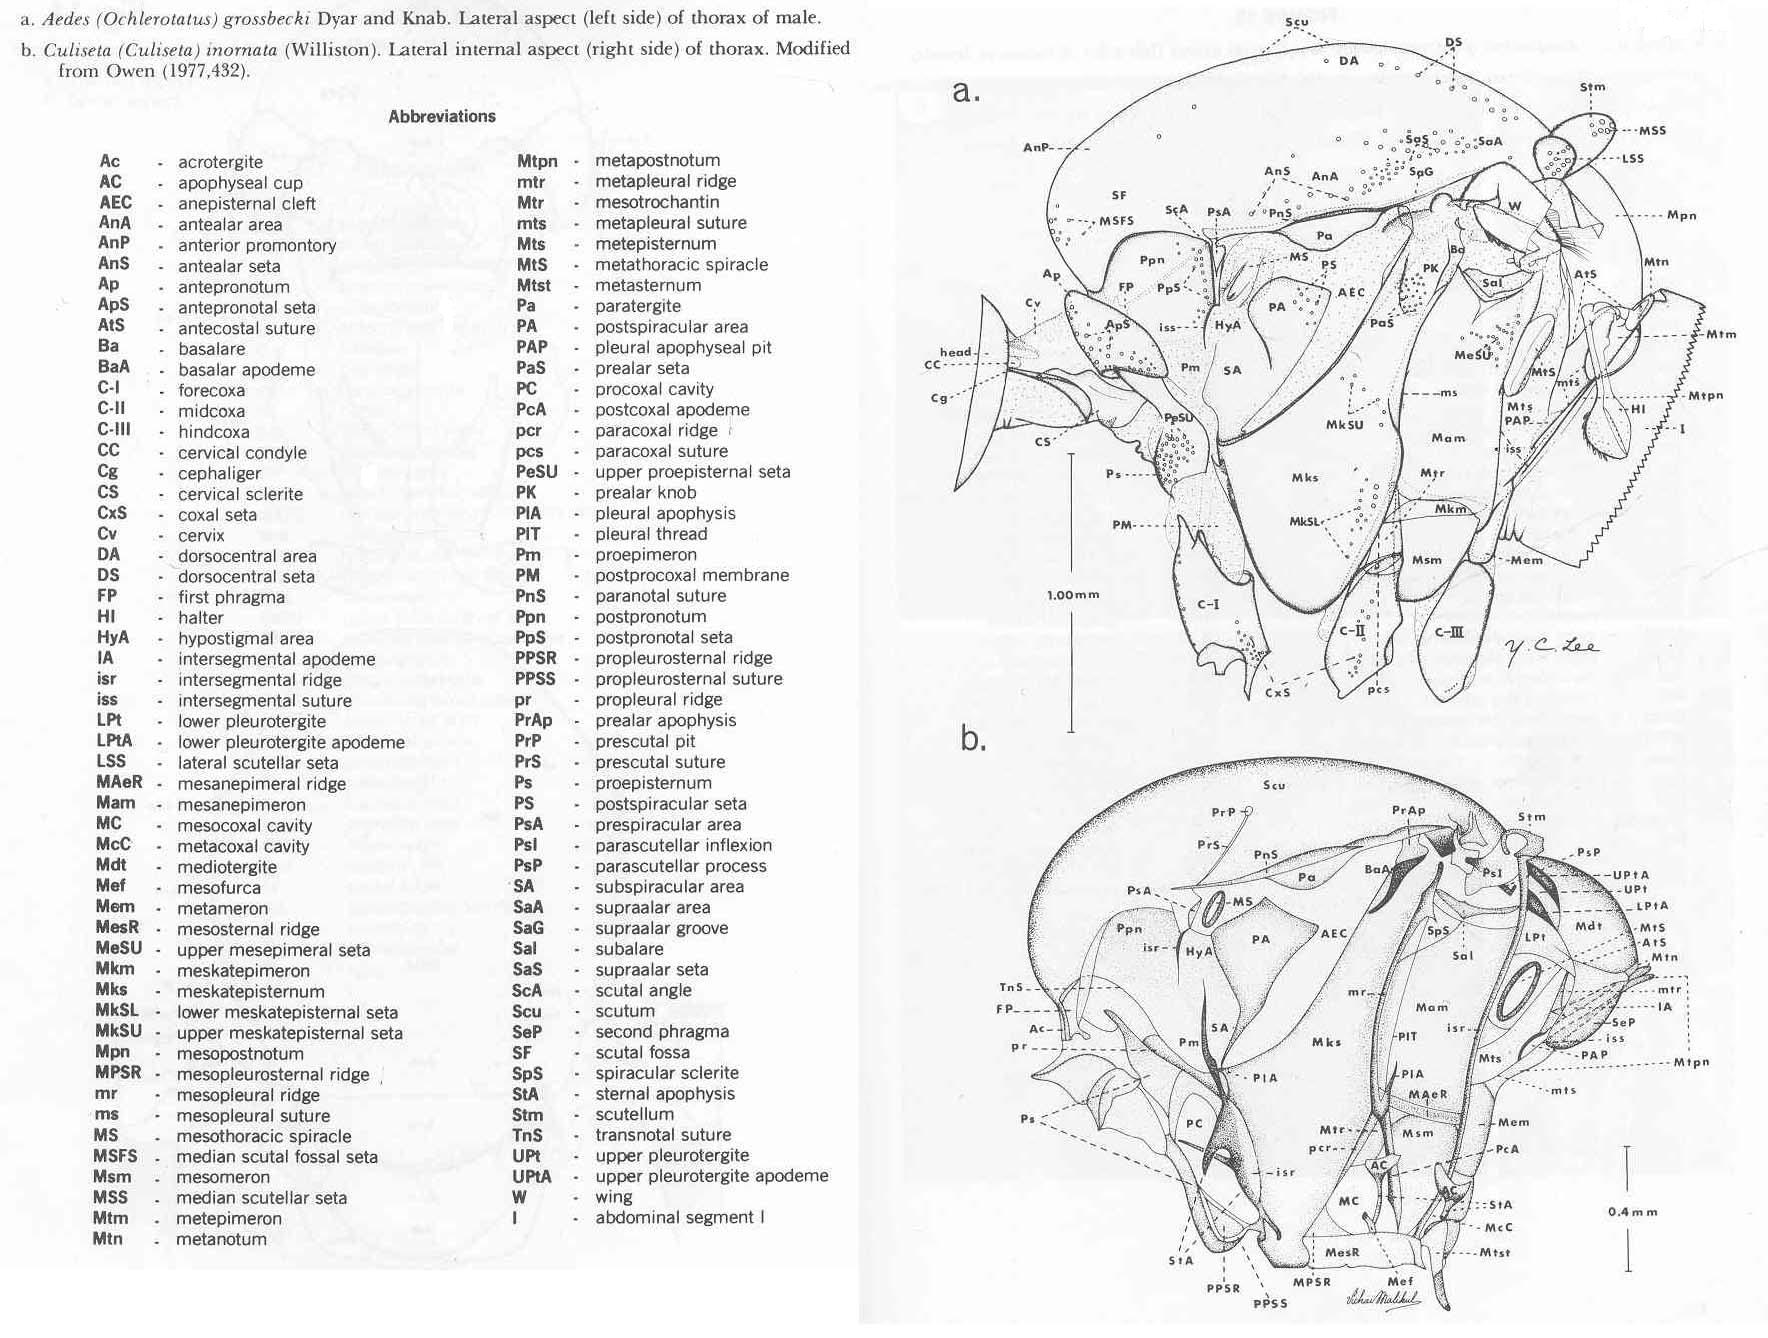 a. Aedes (Ochlerotatus) grossbecki Dyar and Knab. Lateral aspect (left side) of thorax of male.
b. Culiseta (Culiseta) inornata (Williston). Lateral internal aspect (right side) of thorax. Modified
from Owen (1977,432).
Abbreviations
Ac - acrotergite
AC - apophyseal cup
AEC - anepisternal cleft
AnA - antealar area
AnP - anterior promontory
AnS - antealar seta
Ap - antepronotum
ApS - antepronotal seta
AtS - antecostal suture
Ba - basalare
BaA - basalar apodeme
C-I - forecoxa
C-II - midcoxa
C-III - hindcoxa
CC - cervical condyle
Cg - cephaliger
CS - cervical sclerite
CxS - coxal seta
Cv - cervix
DA - dorsocentral area
DS - dorsocentral seta
FP - first phragma
Hl - halter
HyA - hypostigmal area
IA - intersegmental apodeme
isr - intersegmental ridge
iss - intersegmental suture
LPt - lower pleurotergite
LPtA - lower pleurotergite apodeme
LSS - lateral scutellar seta
MAeR - mesanepimeral ridge
Mam - mesanepimeron
MC - mesocoxal cavity
McC - metacoxal cavity
Mdt - mediotergite
Mef - mesofurca
Mem - metameron
MesR - mesosternal ridge
MeSU - upper mesepimeral seta
Mkm - meskatepimeron
Mks - meskatepisternum
MkSL - lower meskatepisternal seta
MkSU - upper meskatepisternal seta
Mpn - mesopostnotum
MPSR - mesopleurosternal ridge
mr - mesopleural ridge
ms - mesopleural suture
MS - mesothoracic spiracle
MSFS - median scutal fossal seta
Msm - mesomeron
MSS - median scutellar seta
Mtm - metepimeron
Mtn - metanotum
Mtpn - metapostnotum
mtr - metapleural ridge
Mtr - mesotrochantin
mts - metapleural suture
Mts - metepisternum
MtS - metathoracic spiracle
Mtst - metasternum
Pa - paratergite
PA - postspiracular area
PAP - pleural apophyseal pit
PaS - prealar seta
PC - procoxal cavity
PcA - postcoxal apodeme
pcr - paracoxal ridge
pcs - paracoxal suture
PeSU - upper proepisternal seta
PK - prealar knob
PlA - pleural apophysis
PlT - pleural thread
Pm - proepimeron
PM - postprocoxal membrane
PnS - paranotal suture
Ppn - postpronotum
PpS - postpronotal seta
PPSR - propleurosternal ridge
PPSS - propleurosternal suture
pr - propleural ridge
PrAp - prealar apophysis
PrP - prescutal pit
PrS - prescutal suture
Ps - proepisternum
PS - postspiracular seta
PsA - prespiracular area
PsI - parascutellar inflexion
PsP - parascutellar process
SA - subspiracular area
SaA - supraalar area
SaG - supraalar groove
Sal - subalare
SaS - supraalar seta
ScA - scutal angle
Scu - scutum
SeP - second phragma
SF - scutal fossa
SpS - spiracular sclerite
StA - sternal apophysis
Stm - scutellum
TnS - transnotal suture
UPt - upper pleurotergite
UPtA - upper pleurotergite apodeme
W - wing
I - abdominal segment I
a.
Scu
DS
DA
Stm
MSS
LSS
AnP
SaS
SaA
AnS
AnA
SaG
SF
MSFS
ScA
PsA
PnS
W
Mpn
Pa
Ba
Ppn
MS
PS
PK
Mtn
Ap
FP
PpS
PA
AEC
Sal
AtS
Cv
ApS
iss
HyA
PaS
Mtm
head
CC
Pm
SA
MeSU
MtS
mts
Cg
ms
Mts
PAP
Mtpn
Hl
I
CS
PeSU
MkSU
Mam
iss
Ps
Mks
Mtr
PM
MkSL
Mkm
Msm
Mem
1.00mm
C-I
C-II
C-III
CxS
pcs
Y. C. Lee
b.
Scu
PrP
PrAp
Stm
PrS
PnS
PsP
Pa
BaA
PsI
UPtA
UPt
PsA
MS
LPtA
Ppn
isr
HyA
PA
AEC
SpS
Sal
LPt
Mdt
MtS
AtS
Mtn
TnS
mr
mtr
FP
Mam
IA
Ac
SA
isr
SeP
pr
Pm
Mks
PlT
iss
Mts
PAP
Mtpn
PlA
PlA
MAeR
mts
Ps
PC
Mtr
Msm
Mem
pcr
PcA
isr
AC
AC
MC
StA
McC
0.4mm
StA
MesR
Mtst
PPSR
MPSR
Mef
PPSS
Vichai Malikul